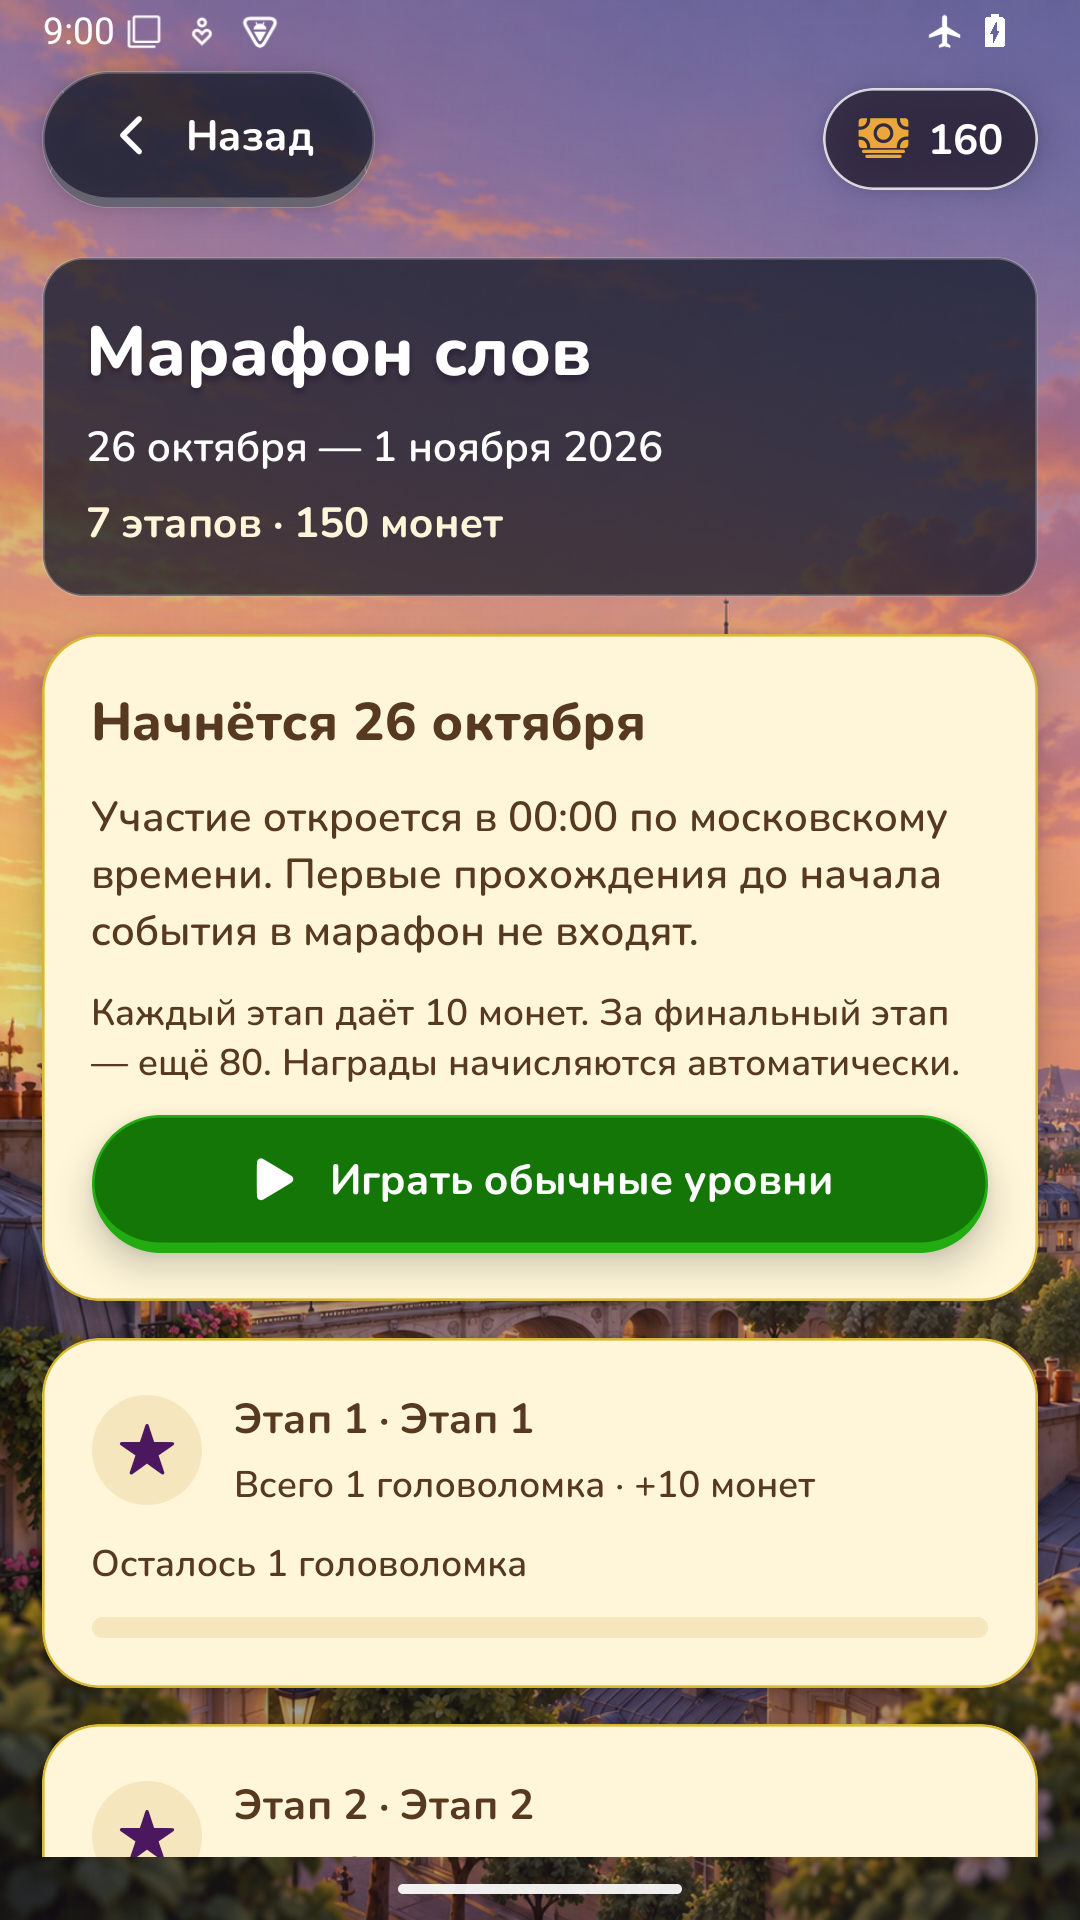 9:00
Назад
160
Марафон слов
26 октября — 1 ноября 2026
7 этапов · 150 монет
Начнётся 26 октября
Участие откроется в 00:00 по московскому
времени. Первые прохождения до начала
события в марафон не входят.
Каждый этап даёт 10 монет. За финальный этап
— ещё 80. Награды начисляются автоматически.
Играть обычные уровни
Этап 1 · Этап 1
Всего 1 головоломка · +10 монет
Осталось 1 головоломка
Этап 2 · Этап 2